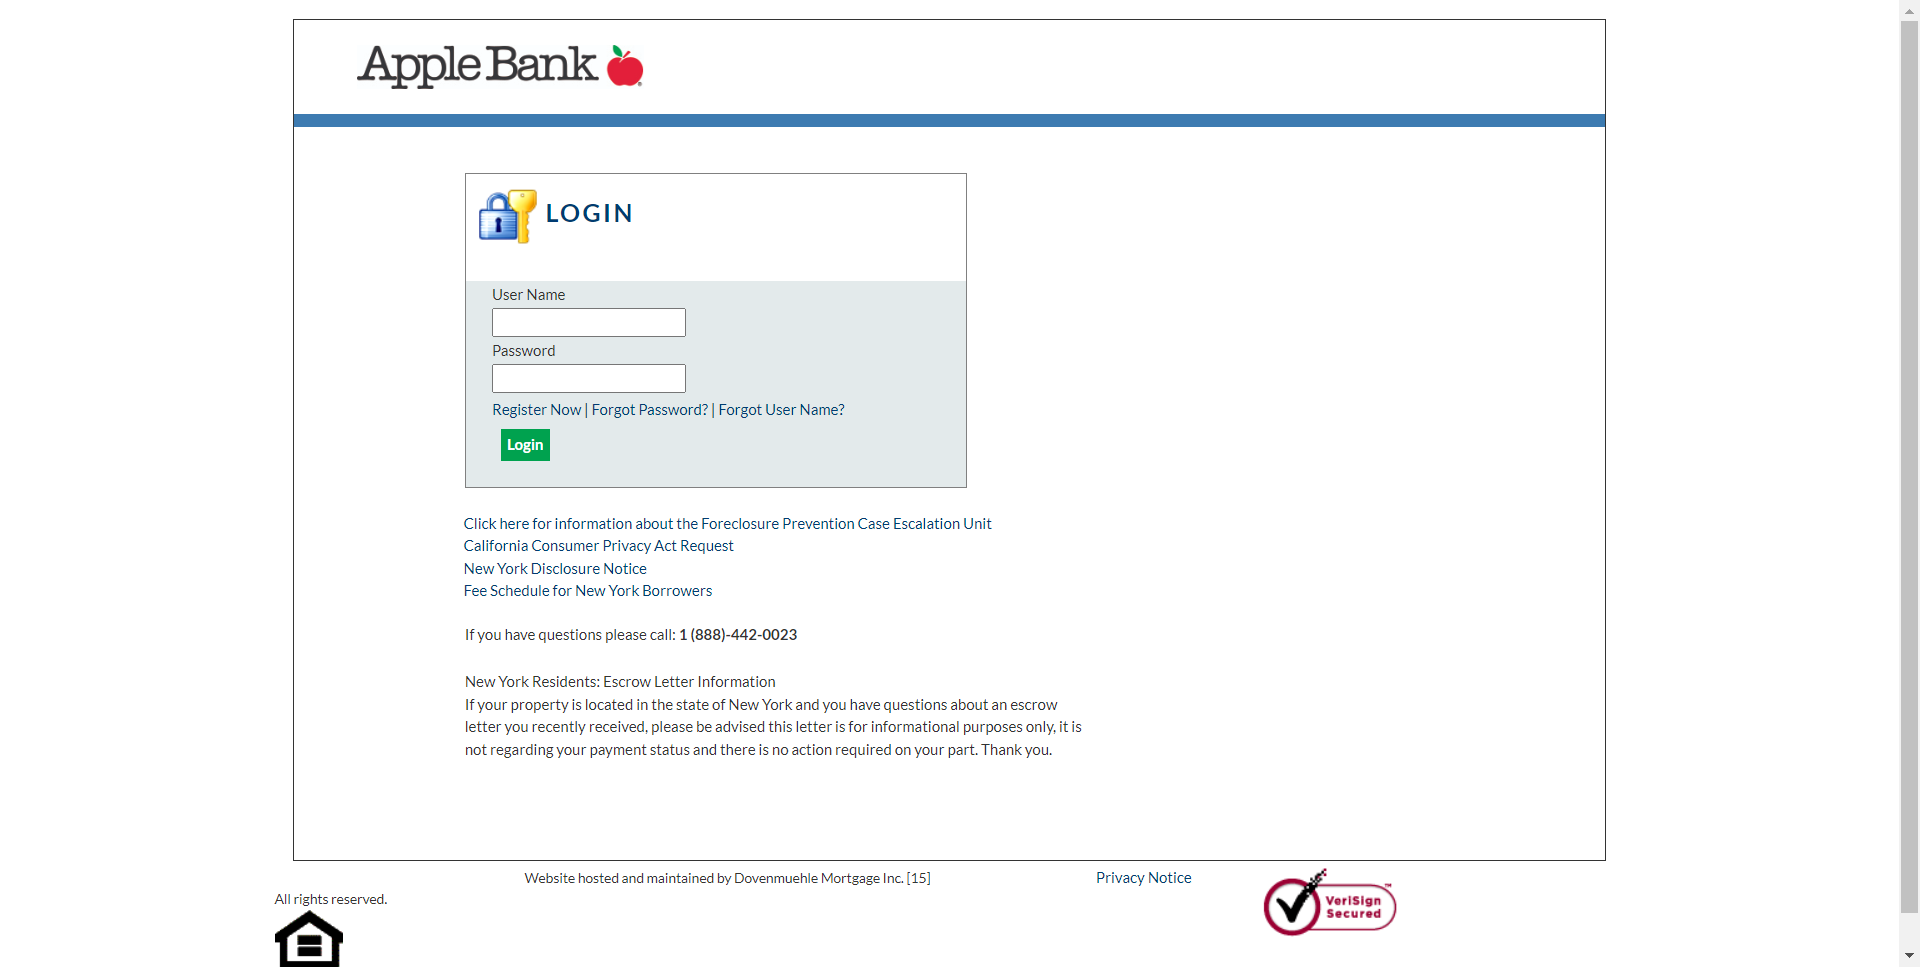 Apple Bank
LOGIN
User Name
Password
Register Now | Forgot Password? | Forgot User Name?
Login
Click here for information about the Foreclosure Prevention Case Escalation Unit
California Consumer Privacy Act Request
New York Disclosure Notice
Fee Schedule for New York Borrowers
If you have questions please call: 1 (888)-442-0023
New York Residents: Escrow Letter Information
If your property is located in the state of New York and you have questions about an escrow
letter you recently received, please be advised this letter is for informational purposes only, it is
not regarding your payment status and there is no action required on your part. Thank you.
Website hosted and maintained by Dovenmuehle Mortgage Inc. [15]
Privacy Notice
VeriSign™
Secured
All rights reserved.